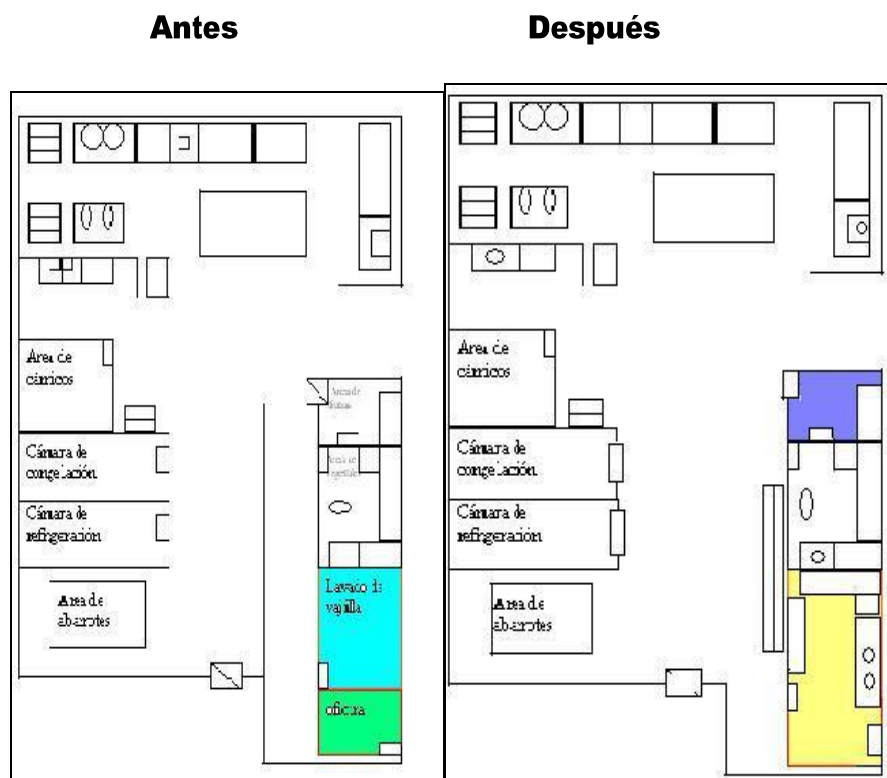 Antes
Después
Area de
cárnicos
Cámara de
congelación
Cámara de
refrigeración
Area de
abarrotes
Lavado de
vajilla
oficina
Area de
cárnicos
Cámara de
congelación
Cámara de
refrigeración
Area de
abarrotes